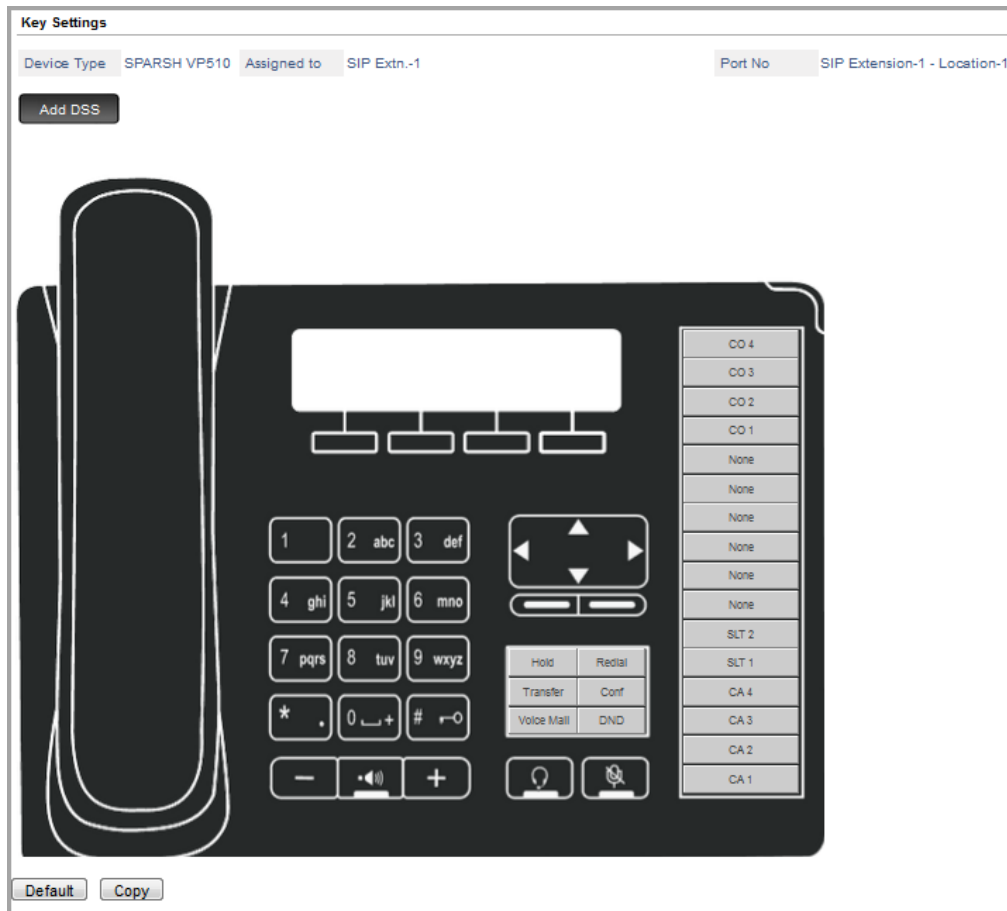 Key Settings
Device Type SPARSH VP510 Assigned to SIP Extn.-1 Port No SIP Extension-1 - Location-1
Add DSS
CO 4
CO 3
CO 2
CO 1
None
None
None
None
None
None
SLT 2
SLT 1
CA 4
CA 3
CA 2
CA 1
1 2 abc 3 def
4 ghi 5 jkl 6 mno
7 pqrs 8 tuv 9 wxyz
* . 0 + #
Hold Redial
Transfer Conf
Voice Mail DND
Default Copy